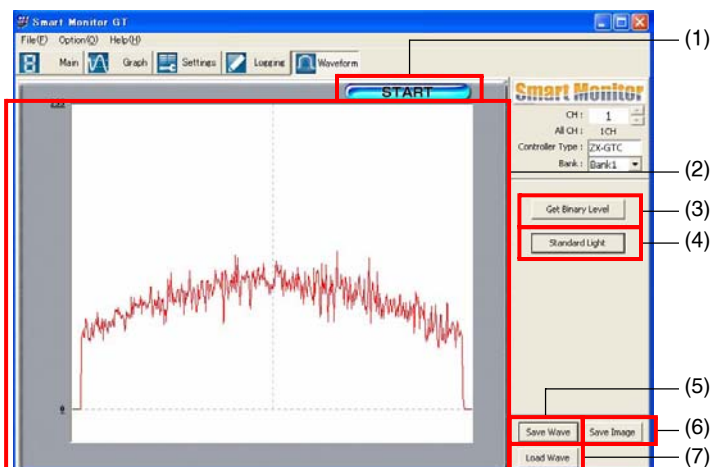 Smart Monitor GT
File(F) Option(O) Help(H)
Main Graph Settings Logging Waveform
(1)
START
Smart Monitor
CH : 1
All CH : 1CH
Controller Type : ZX-GTC
Bank : Bank1
(2)
Get Binary Level
(3)
Standard Light
(4)
0
(5)
Save Wave Save Image
(6)
Load Wave
(7)